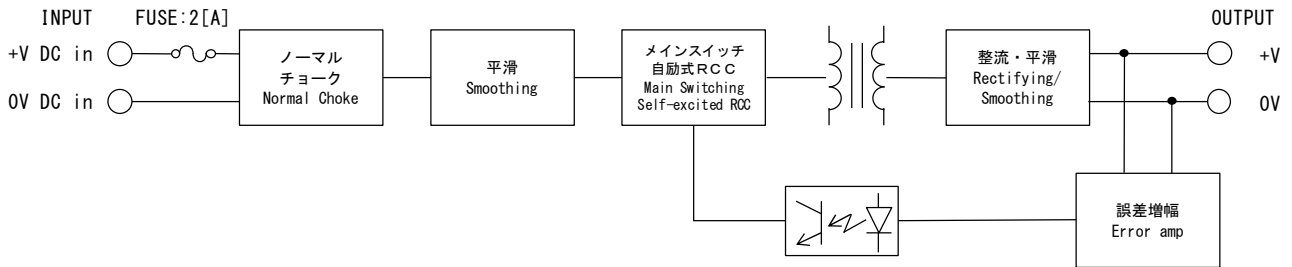 INPUT
FUSE:2[A]
OUTPUT
+V DC in
0V DC in
ノーマル
チョーク
Normal Choke
平滑
Smoothing
メインスイッチ
自励式RCC
Main Switching
Self-excited RCC
整流・平滑
Rectifying/
Smoothing
+V
0V
誤差増幅
Error amp